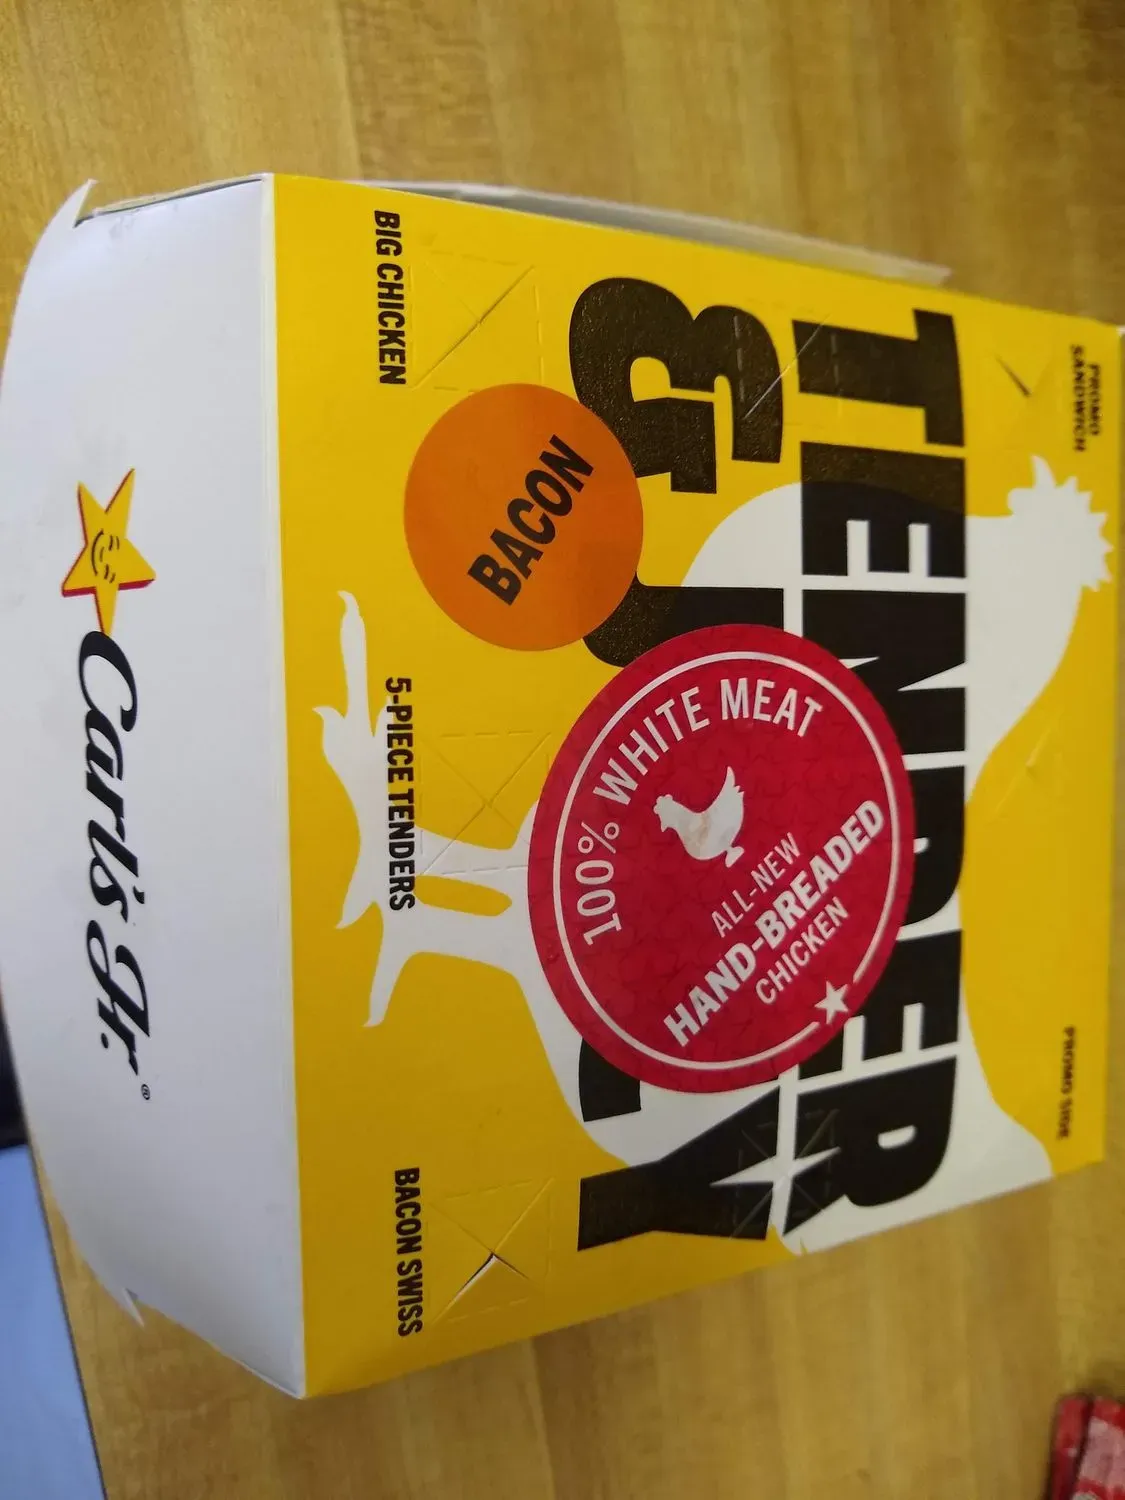 PROMO
SANDWICH
PROMO SIDE
TENDER
& JUICY
100% WHITE MEAT
ALL-NEW
HAND-BREADED
CHICKEN
BACON
BIG CHICKEN
5-PIECE TENDERS
BACON SWISS
Carl's Jr.®